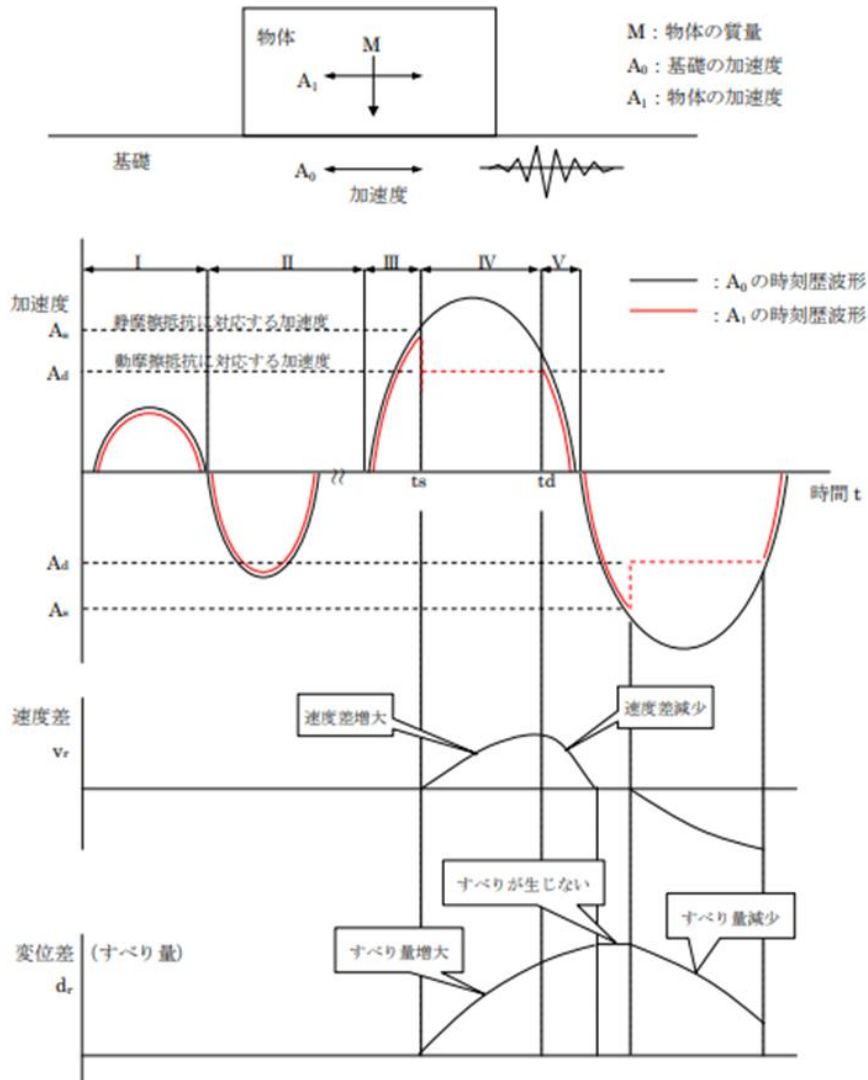 物体
M
A₁
M：物体の質量
A₀：基礎の加速度
A₁：物体の加速度
基礎
A₀
加速度
I
II
III
IV
V
加速度
：A₀の時刻歴波形
：A₁の時刻歴波形
静摩擦抵抗に対応する加速度
Aₛ
動摩擦抵抗に対応する加速度
A_d
ts
td
時間 t
A_d
Aₛ
速度差
vᵣ
速度差増大
速度差減少
すべりが生じない
変位差（すべり量）
dᵣ
すべり量増大
すべり量減少